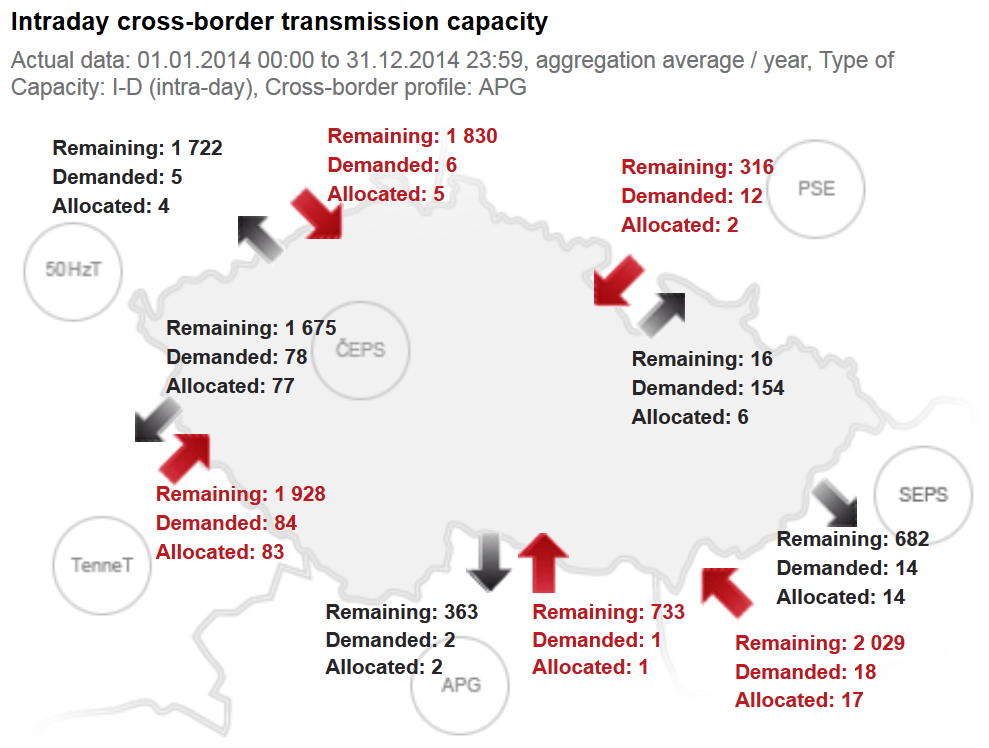 Intraday cross-border transmission capacity
Actual data: 01.01.2014 00:00 to 31.12.2014 23:59, aggregation average / year, Type of
Capacity: I-D (intra-day), Cross-border profile: APG
Remaining: 1 722
Demanded: 5
Allocated: 4
Remaining: 1 830
Demanded: 6
Allocated: 5
Remaining: 316
Demanded: 12
Allocated: 2
PSE
50HzT
Remaining: 1 675
Demanded: 78
Allocated: 77
ČEPS
Remaining: 16
Demanded: 154
Allocated: 6
Remaining: 1 928
Demanded: 84
Allocated: 83
TenneT
SEPS
Remaining: 682
Demanded: 14
Allocated: 14
Remaining: 363
Demanded: 2
Allocated: 2
APG
Remaining: 733
Demanded: 1
Allocated: 1
Remaining: 2 029
Demanded: 18
Allocated: 17